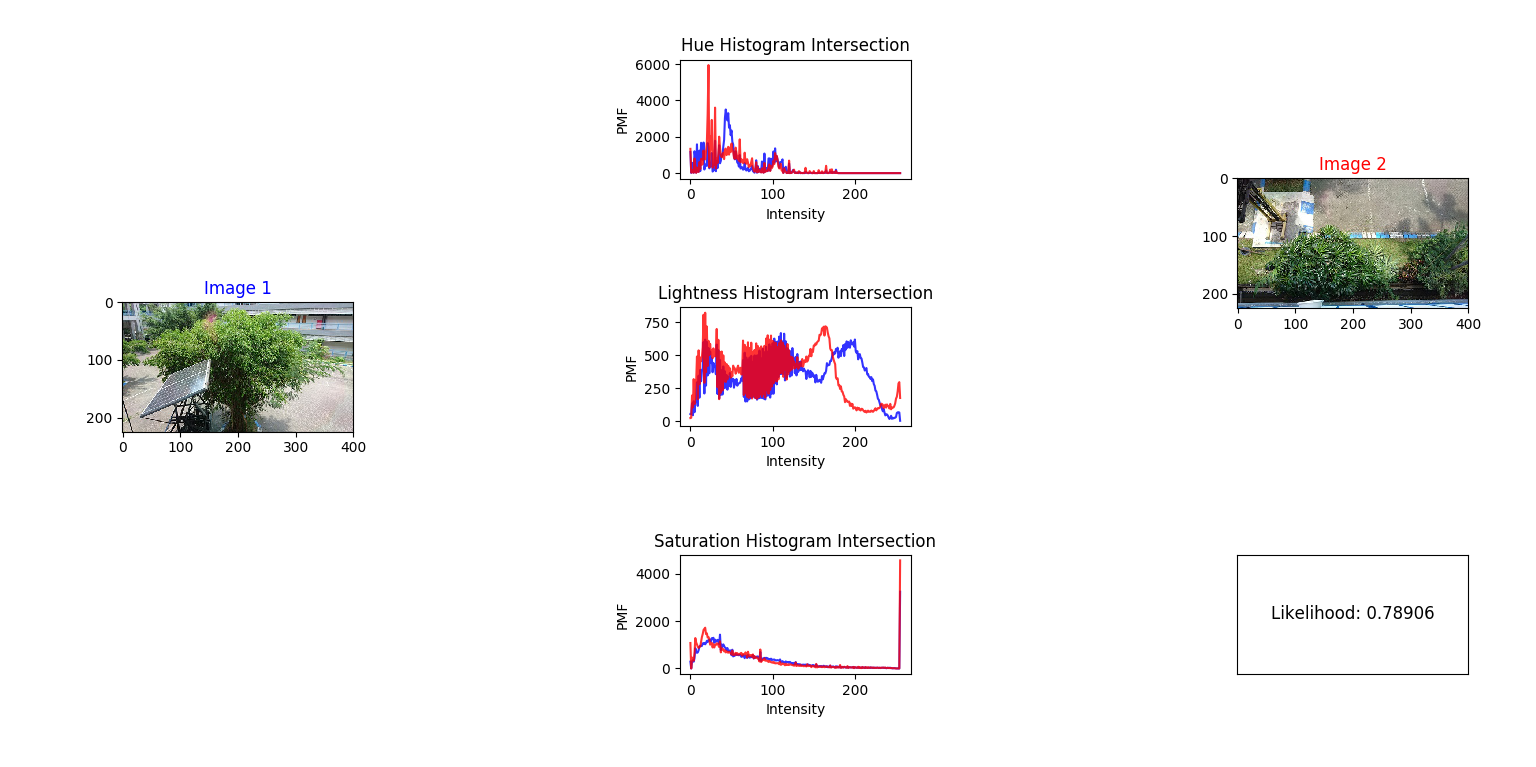 Image 1
0
100
200
0 100 200 300 400
Hue Histogram Intersection
PMF
6000
4000
2000
0
0 100 200
Intensity
Lightness Histogram Intersection
PMF
750
500
250
0
0 100 200
Intensity
Saturation Histogram Intersection
PMF
4000
2000
0
0 100 200
Intensity
Image 2
0
100
200
0 100 200 300 400
Likelihood: 0.78906